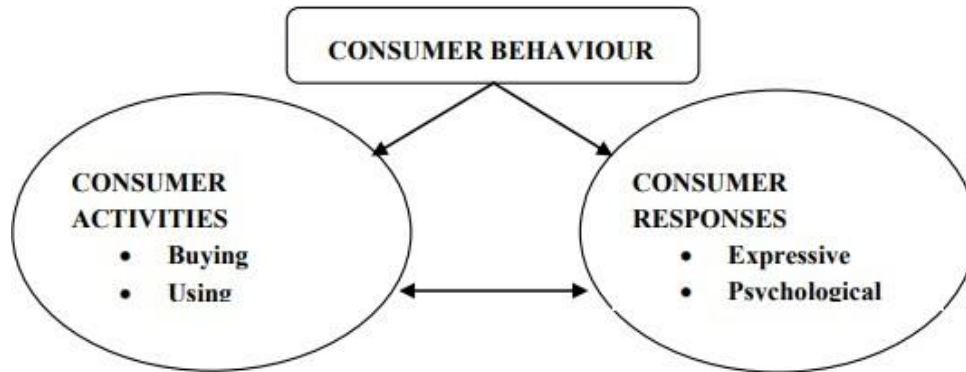 CONSUMER BEHAVIOUR
CONSUMER
ACTIVITIES
• Buying
• Using
CONSUMER
RESPONSES
• Expressive
• Psychological